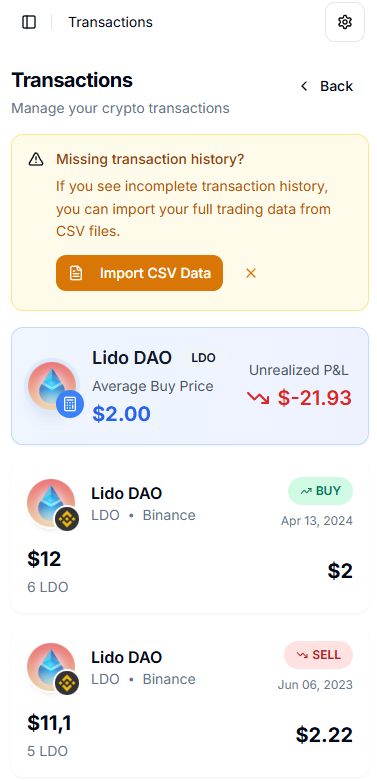 Transactions
Transactions
Back
Manage your crypto transactions
Missing transaction history?
If you see incomplete transaction history,
you can import your full trading data from
CSV files.
Import CSV Data
Lido DAO LDO
Average Buy Price
$2.00
Unrealized P&L
$-21.93
Lido DAO
LDO • Binance
BUY
Apr 13, 2024
$12
6 LDO
$2
Lido DAO
LDO • Binance
SELL
Jun 06, 2023
$11,1
5 LDO
$2.22